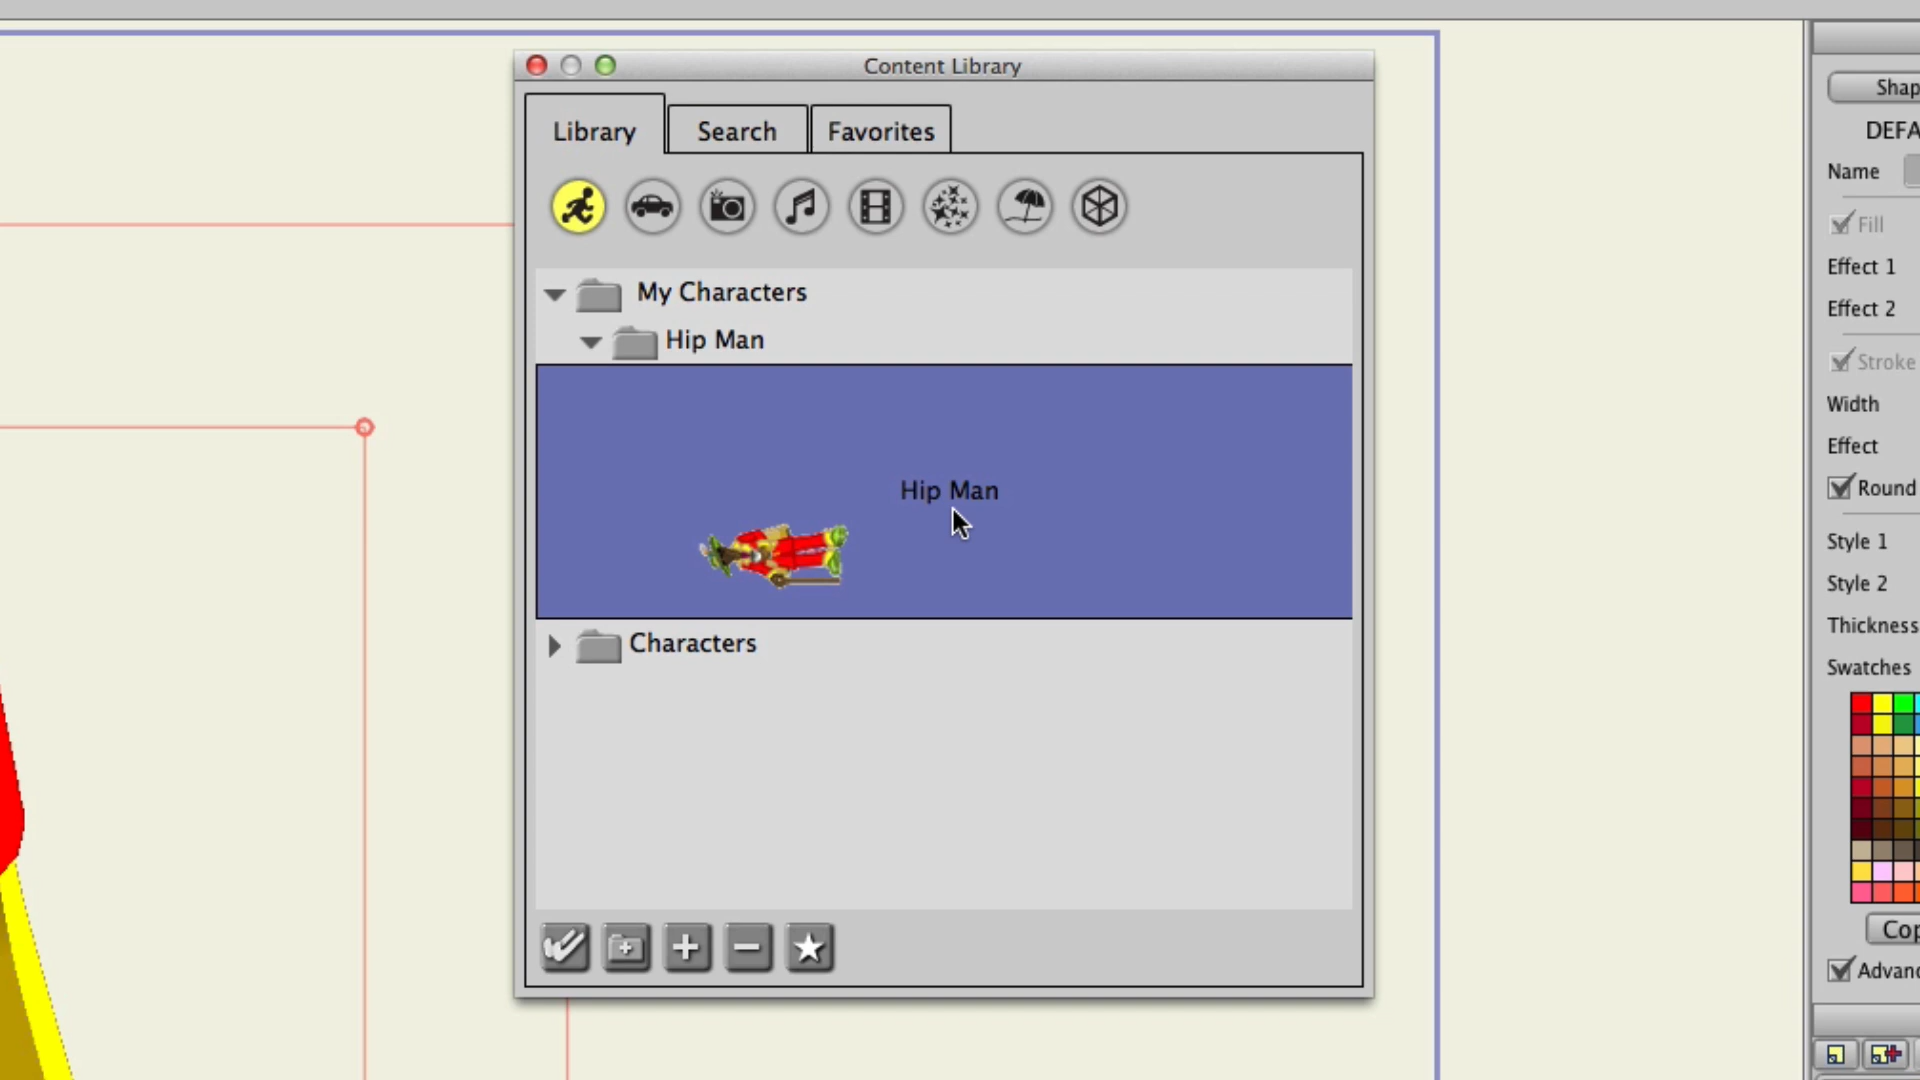 Content Library
Library
Search
Favorites
My Characters
Hip Man
Hip Man
Characters
Shap
DEFA
Name
Fill
Effect 1
Effect 2
Stroke
Width
Effect
Round
Style 1
Style 2
Thickness
Swatches
Cop
Advanc